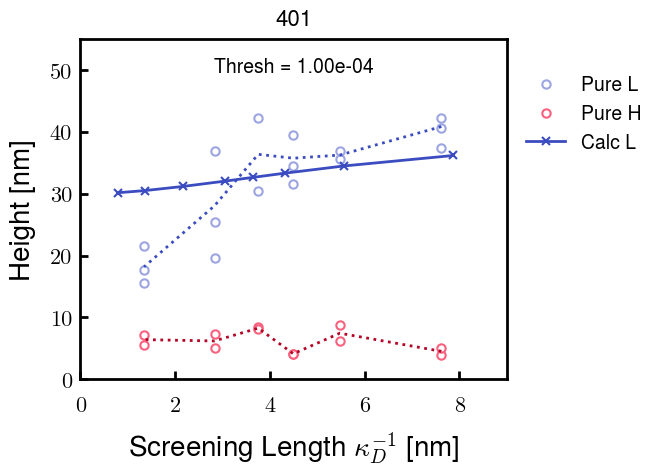 401
Thresh = 1.00e-04
50
40
30
20
10
0
0 2 4 6 8
Height [nm]
Screening Length κ_D^{-1} [nm]
Pure L
Pure H
Calc L